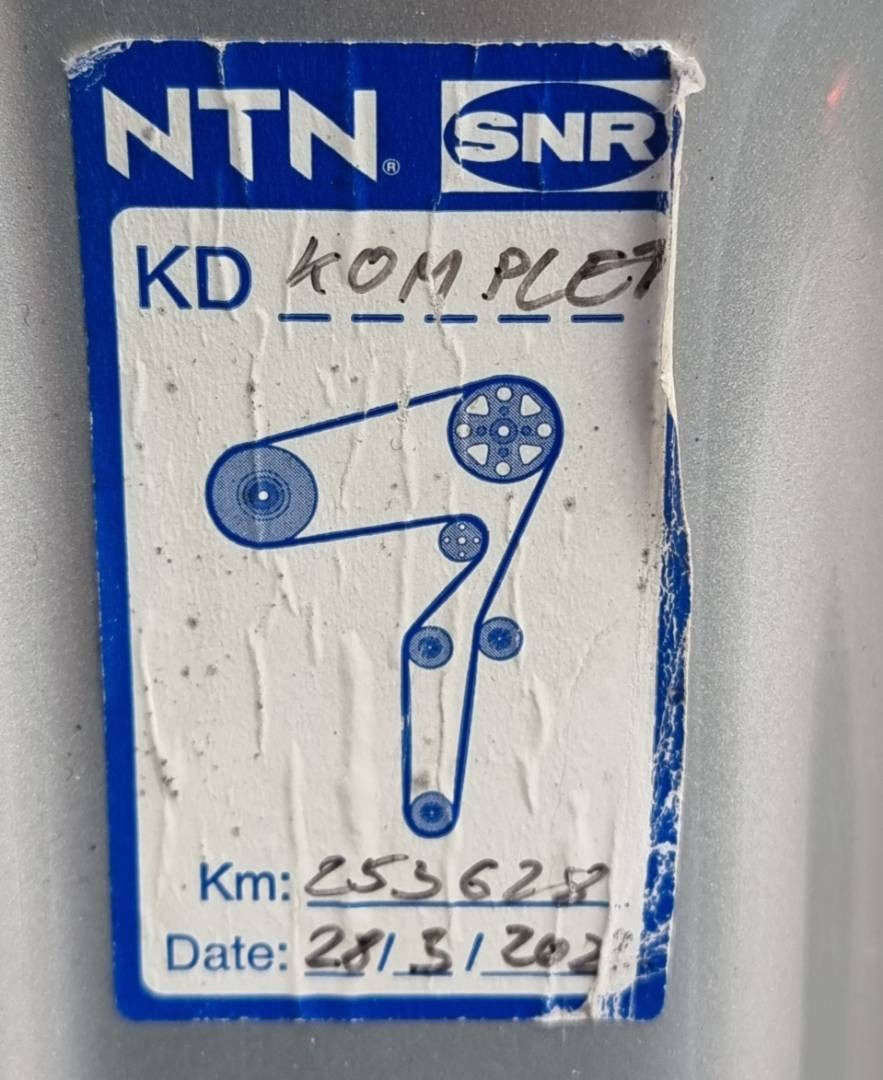 NTN® SNR
KD KOMPLET
Km: 253628
Date: 28/3/202